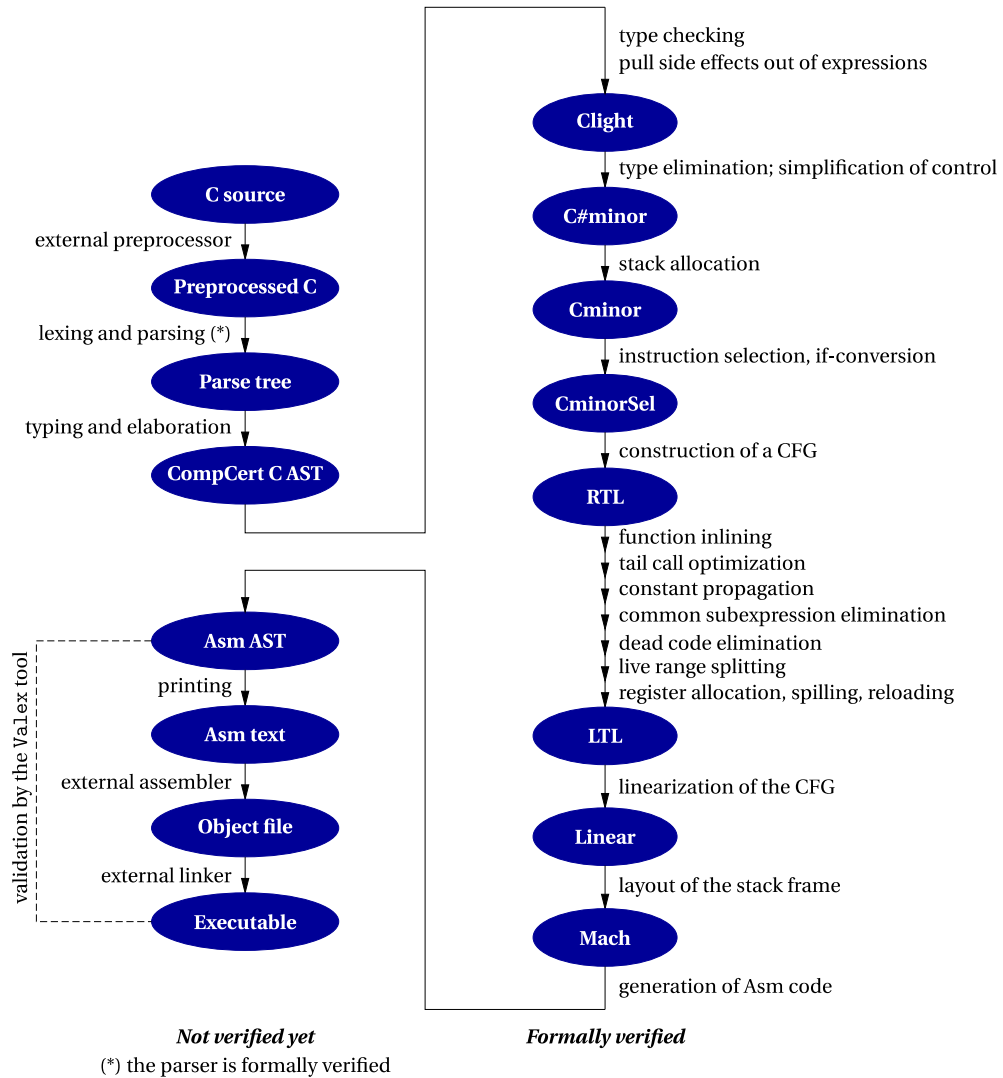 C source
external preprocessor
Preprocessed C
lexing and parsing (*)
Parse tree
typing and elaboration
CompCert C AST
type checking
pull side effects out of expressions
Clight
type elimination; simplification of control
C#minor
stack allocation
Cminor
instruction selection, if-conversion
CminorSel
construction of a CFG
RTL
function inlining
tail call optimization
constant propagation
common subexpression elimination
dead code elimination
live range splitting
register allocation, spilling, reloading
LTL
linearization of the CFG
Linear
layout of the stack frame
Mach
generation of Asm code
Asm AST
printing
Asm text
external assembler
Object file
external linker
Executable
validation by the Valex tool
Not verified yet
(*) the parser is formally verified
Formally verified